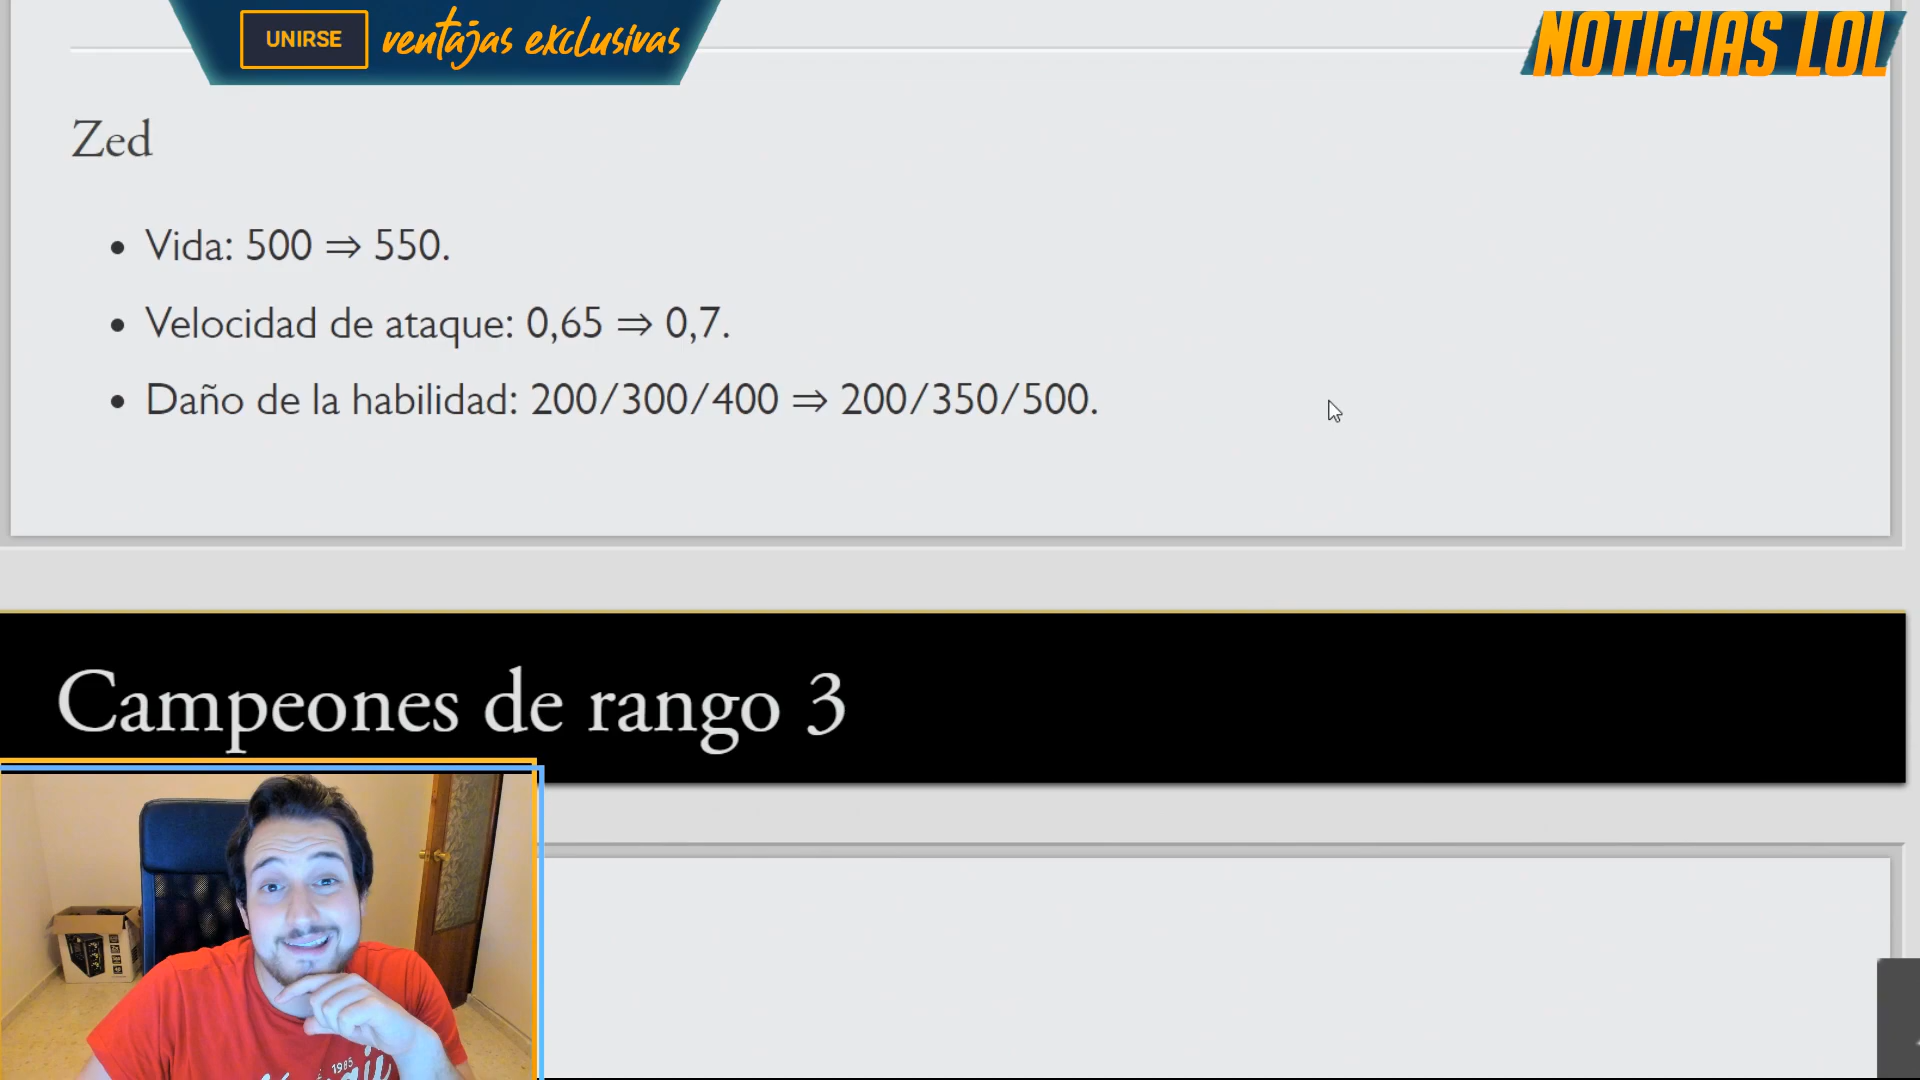 UNIRSE ventajas exclusivas
NOTICIAS LOL
Zed
• Vida: 500 ⇒ 550.
• Velocidad de ataque: 0,65 ⇒ 0,7.
• Daño de la habilidad: 200/300/400 ⇒ 200/350/500.
Campeones de rango 3
1985